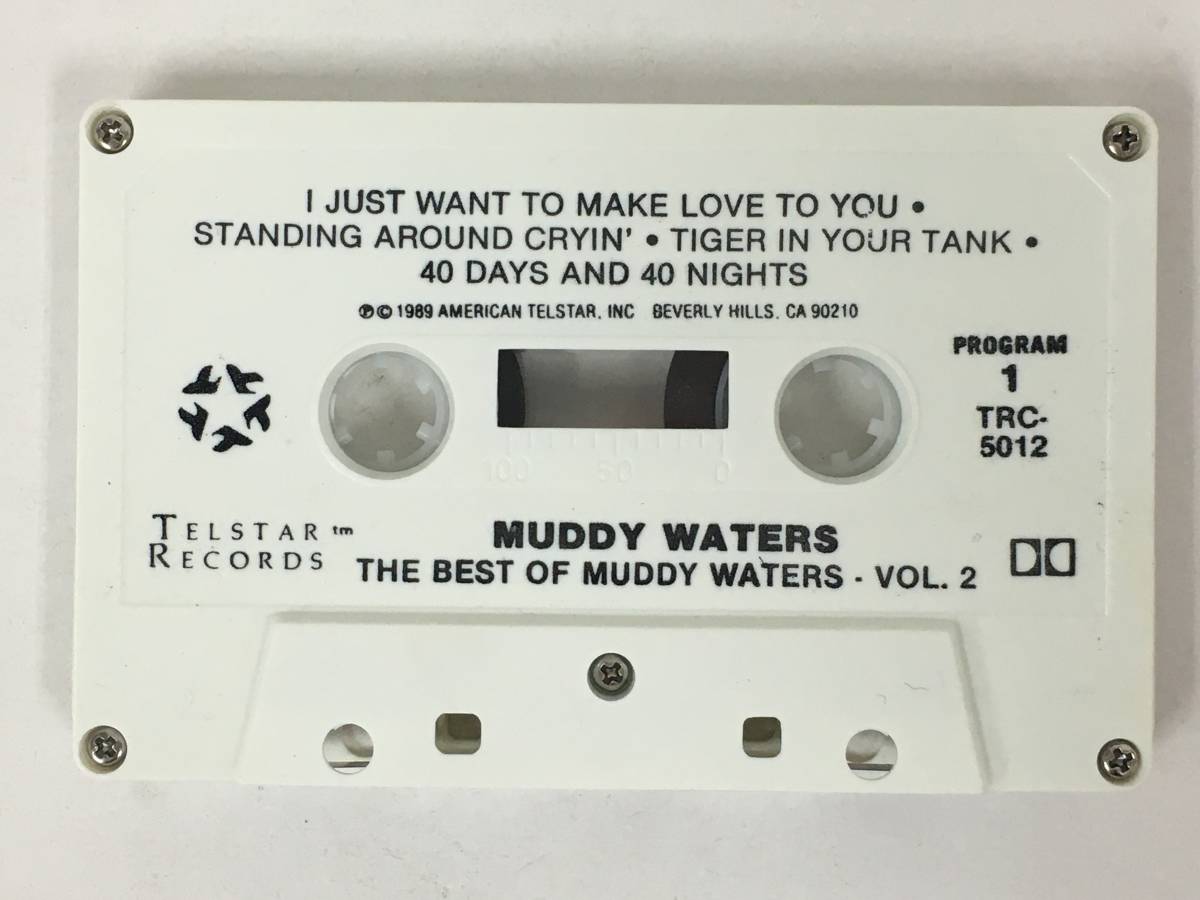 I JUST WANT TO MAKE LOVE TO YOU •
STANDING AROUND CRYIN' • TIGER IN YOUR TANK •
40 DAYS AND 40 NIGHTS
℗ © 1989 AMERICAN TELSTAR, INC BEVERLY HILLS, CA 90210
PROGRAM
1
TRC-
5012
100 50 0
TELSTAR ™
RECORDS
MUDDY WATERS
THE BEST OF MUDDY WATERS - VOL. 2